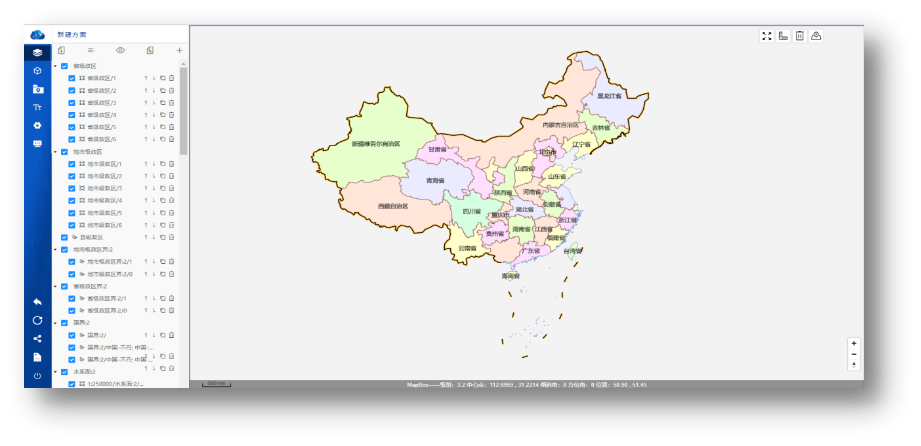 新建方案
省级政区
省级政区/1
省级政区/2
省级政区/3
省级政区/4
省级政区/5
省级政区/6
地市级政区
地市级政区/1
地市级政区/2
地市级政区/3
地市级政区/4
地市级政区/5
地市级政区/6
县级政区
地市级政区界:2
地市级政区界:2/1
地市级政区界:2/0
省级政区界:2
省级政区界:2/1
省级政区界:2/0
国界:2
国界:2/
国界:2/中国-不丹; 中国-...
国界:2/中国-不丹; 中国-...
水系面:2
1:250000/水系面:2/...
黑龙江省
内蒙古自治区
吉林省
新疆维吾尔自治区
辽宁省
甘肃省
北京市
山西省
山东省
青海省
陕西省
河南省
西藏自治区
四川省
重庆市
湖北省
安徽省
浙江省
贵州省
湖南省
江西省
福建省
云南省
广东省
台湾省
海南省
500 km
MapBox——级别: 3.2 中心点: 112.6959 , 31.2214 倾斜角: 0 方位角: 0 位置: 58.90 , 51.45